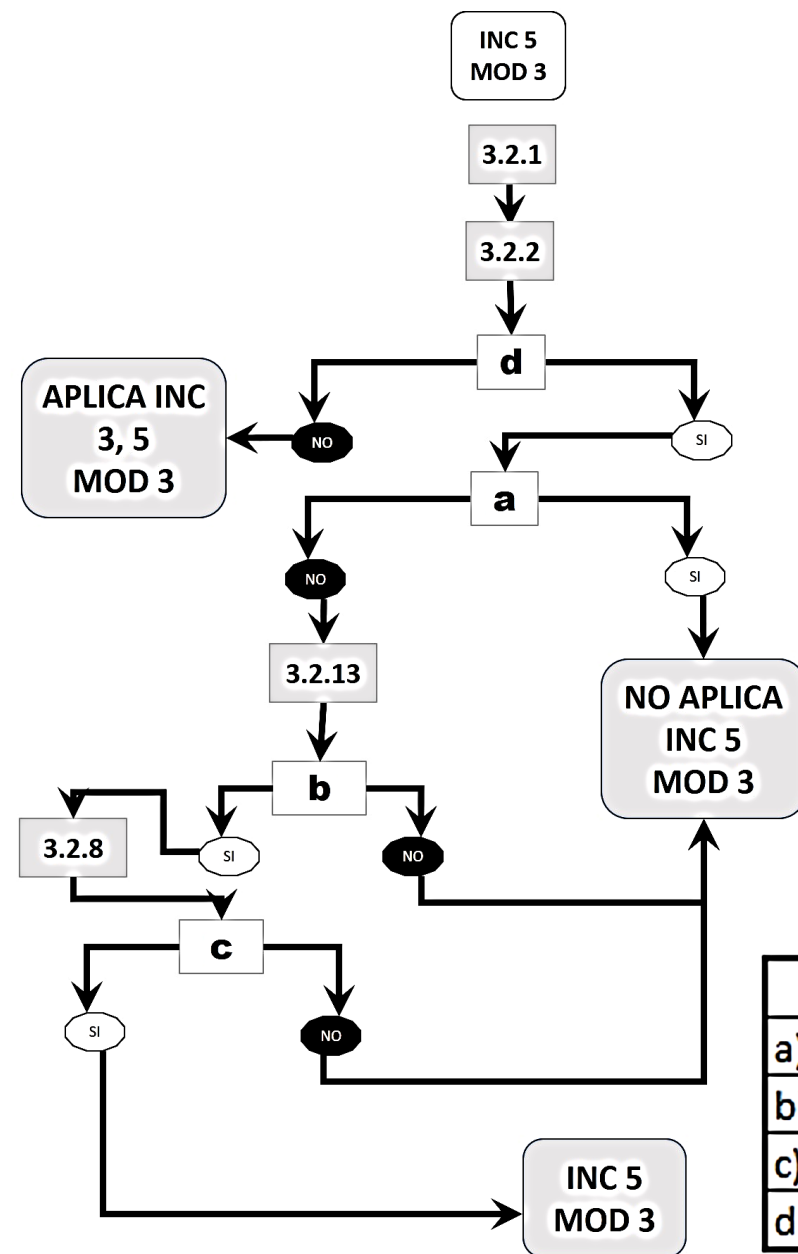 INC 5
MOD 3
3.2.1
3.2.2
d
APLICA INC
3, 5
MOD 3
NO
SI
a
NO
SI
3.2.13
NO APLICA
INC 5
MOD 3
b
3.2.8
SI
NO
c
SI
NO
a)
b
c)
d
INC 5
MOD 3